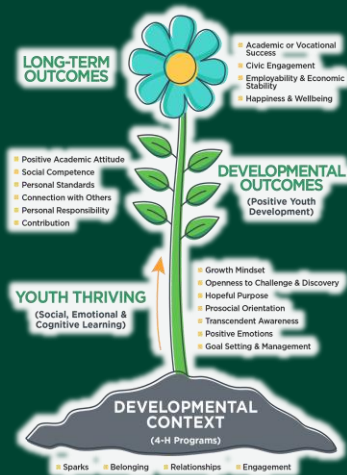 LONG-TERM
OUTCOMES
Academic or Vocational
Success
Civic Engagement
Employability & Economic
Stability
Happiness & Wellbeing
Positive Academic Attitude
Social Competence
Personal Standards
Connection with Others
Personal Responsibility
Contribution
DEVELOPMENTAL
OUTCOMES
(Positive Youth
Development)
YOUTH THRIVING
(Social, Emotional &
Cognitive Learning)
Growth Mindset
Openness to Challenge & Discovery
Hopeful Purpose
Prosocial Orientation
Transcendent Awareness
Positive Emotions
Goal Setting & Management
DEVELOPMENTAL
CONTEXT
(4-H Programs)
Sparks Belonging Relationships Engagement